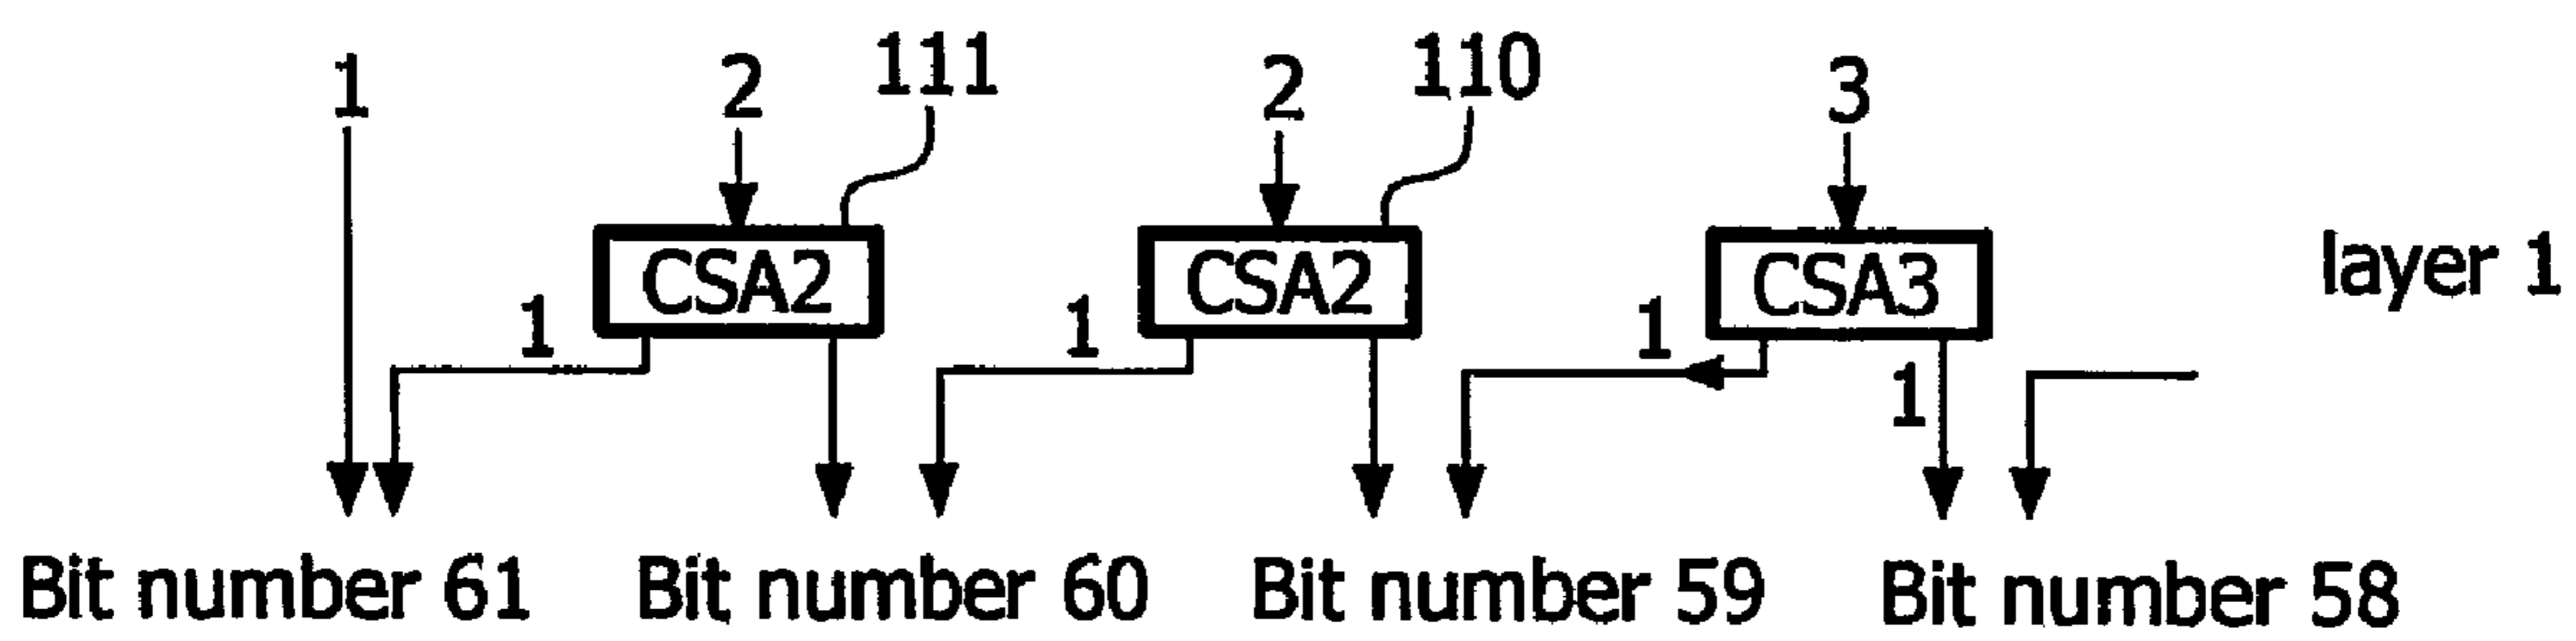 1 2 111 2 110 3
CSA2 CSA2 CSA3 layer 1
1 1 1 1
Bit number 61 Bit number 60 Bit number 59 Bit number 58